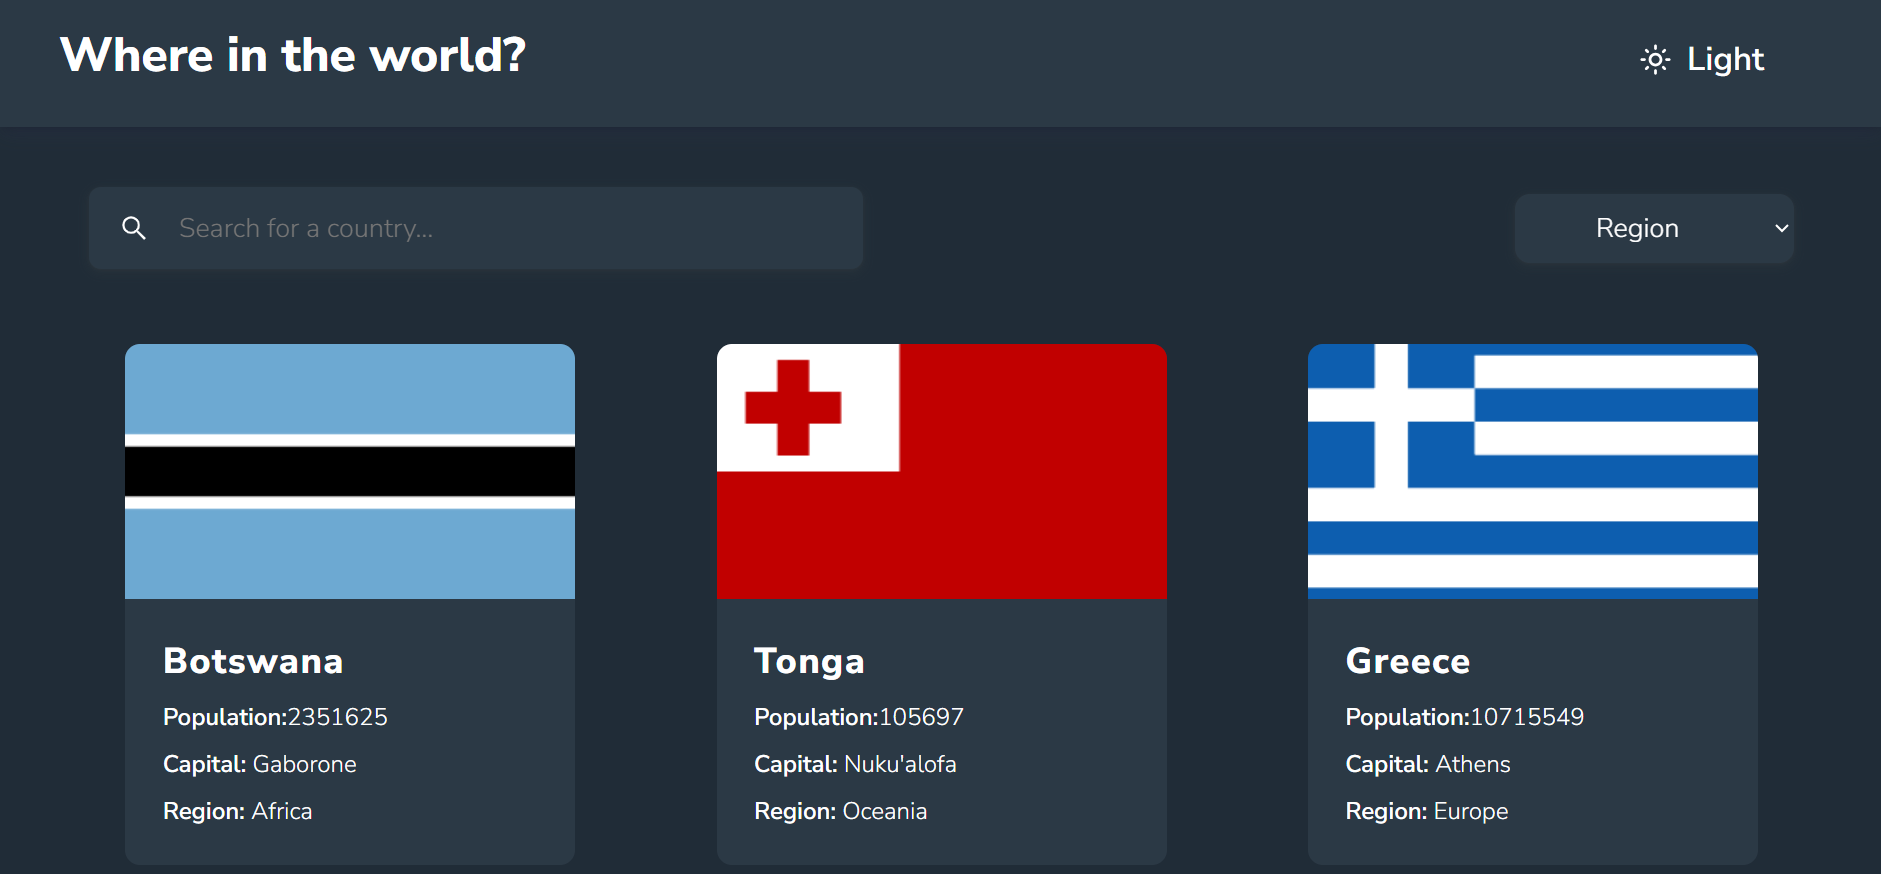 Where in the world?
Light
Search for a country...
Region
Botswana
Population:2351625
Capital: Gaborone
Region: Africa
Tonga
Population:105697
Capital: Nuku'alofa
Region: Oceania
Greece
Population:10715549
Capital: Athens
Region: Europe